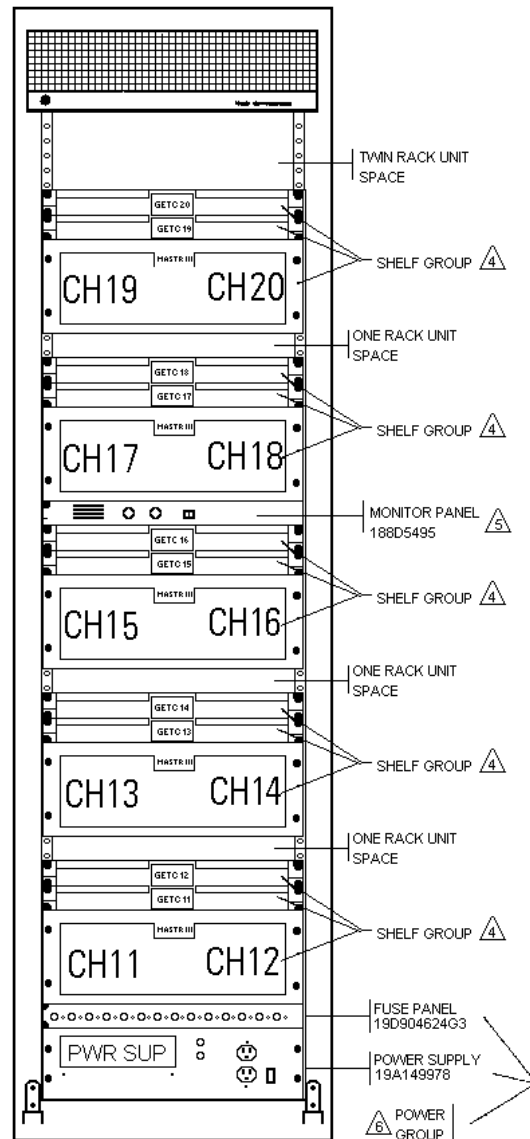 TWIN RACK UNIT
SPACE
GETC 20
GETC 19
SHELF GROUP 4
MASTR III
CH19 CH20
ONE RACK UNIT
SPACE
GETC 18
GETC 17
SHELF GROUP 4
MASTR III
CH17 CH18
MONITOR PANEL
188D5495 5
GETC 16
GETC 15
SHELF GROUP 4
MASTR III
CH15 CH16
ONE RACK UNIT
SPACE
GETC 14
GETC 13
SHELF GROUP 4
MASTR III
CH13 CH14
ONE RACK UNIT
SPACE
GETC 12
GETC 11
SHELF GROUP 4
MASTR III
CH11 CH12
FUSE PANEL
19D904624G3
PWR SUP
POWER SUPPLY
19A149978
6 POWER
GROUP